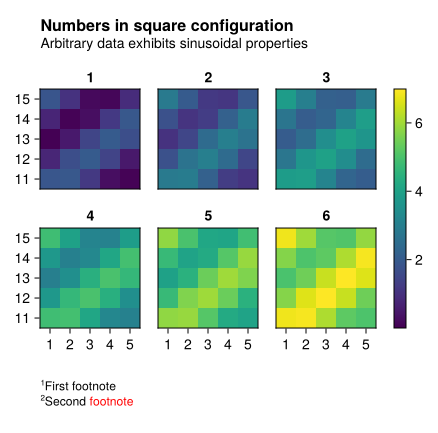 Numbers in square configuration
Arbitrary data exhibits sinusoidal properties
1 2 3
15
14
13
12
11
6
4
2
4 5 6
15
14
13
12
11
1 2 3 4 5 1 2 3 4 5 1 2 3 4 5
¹First footnote
²Second footnote